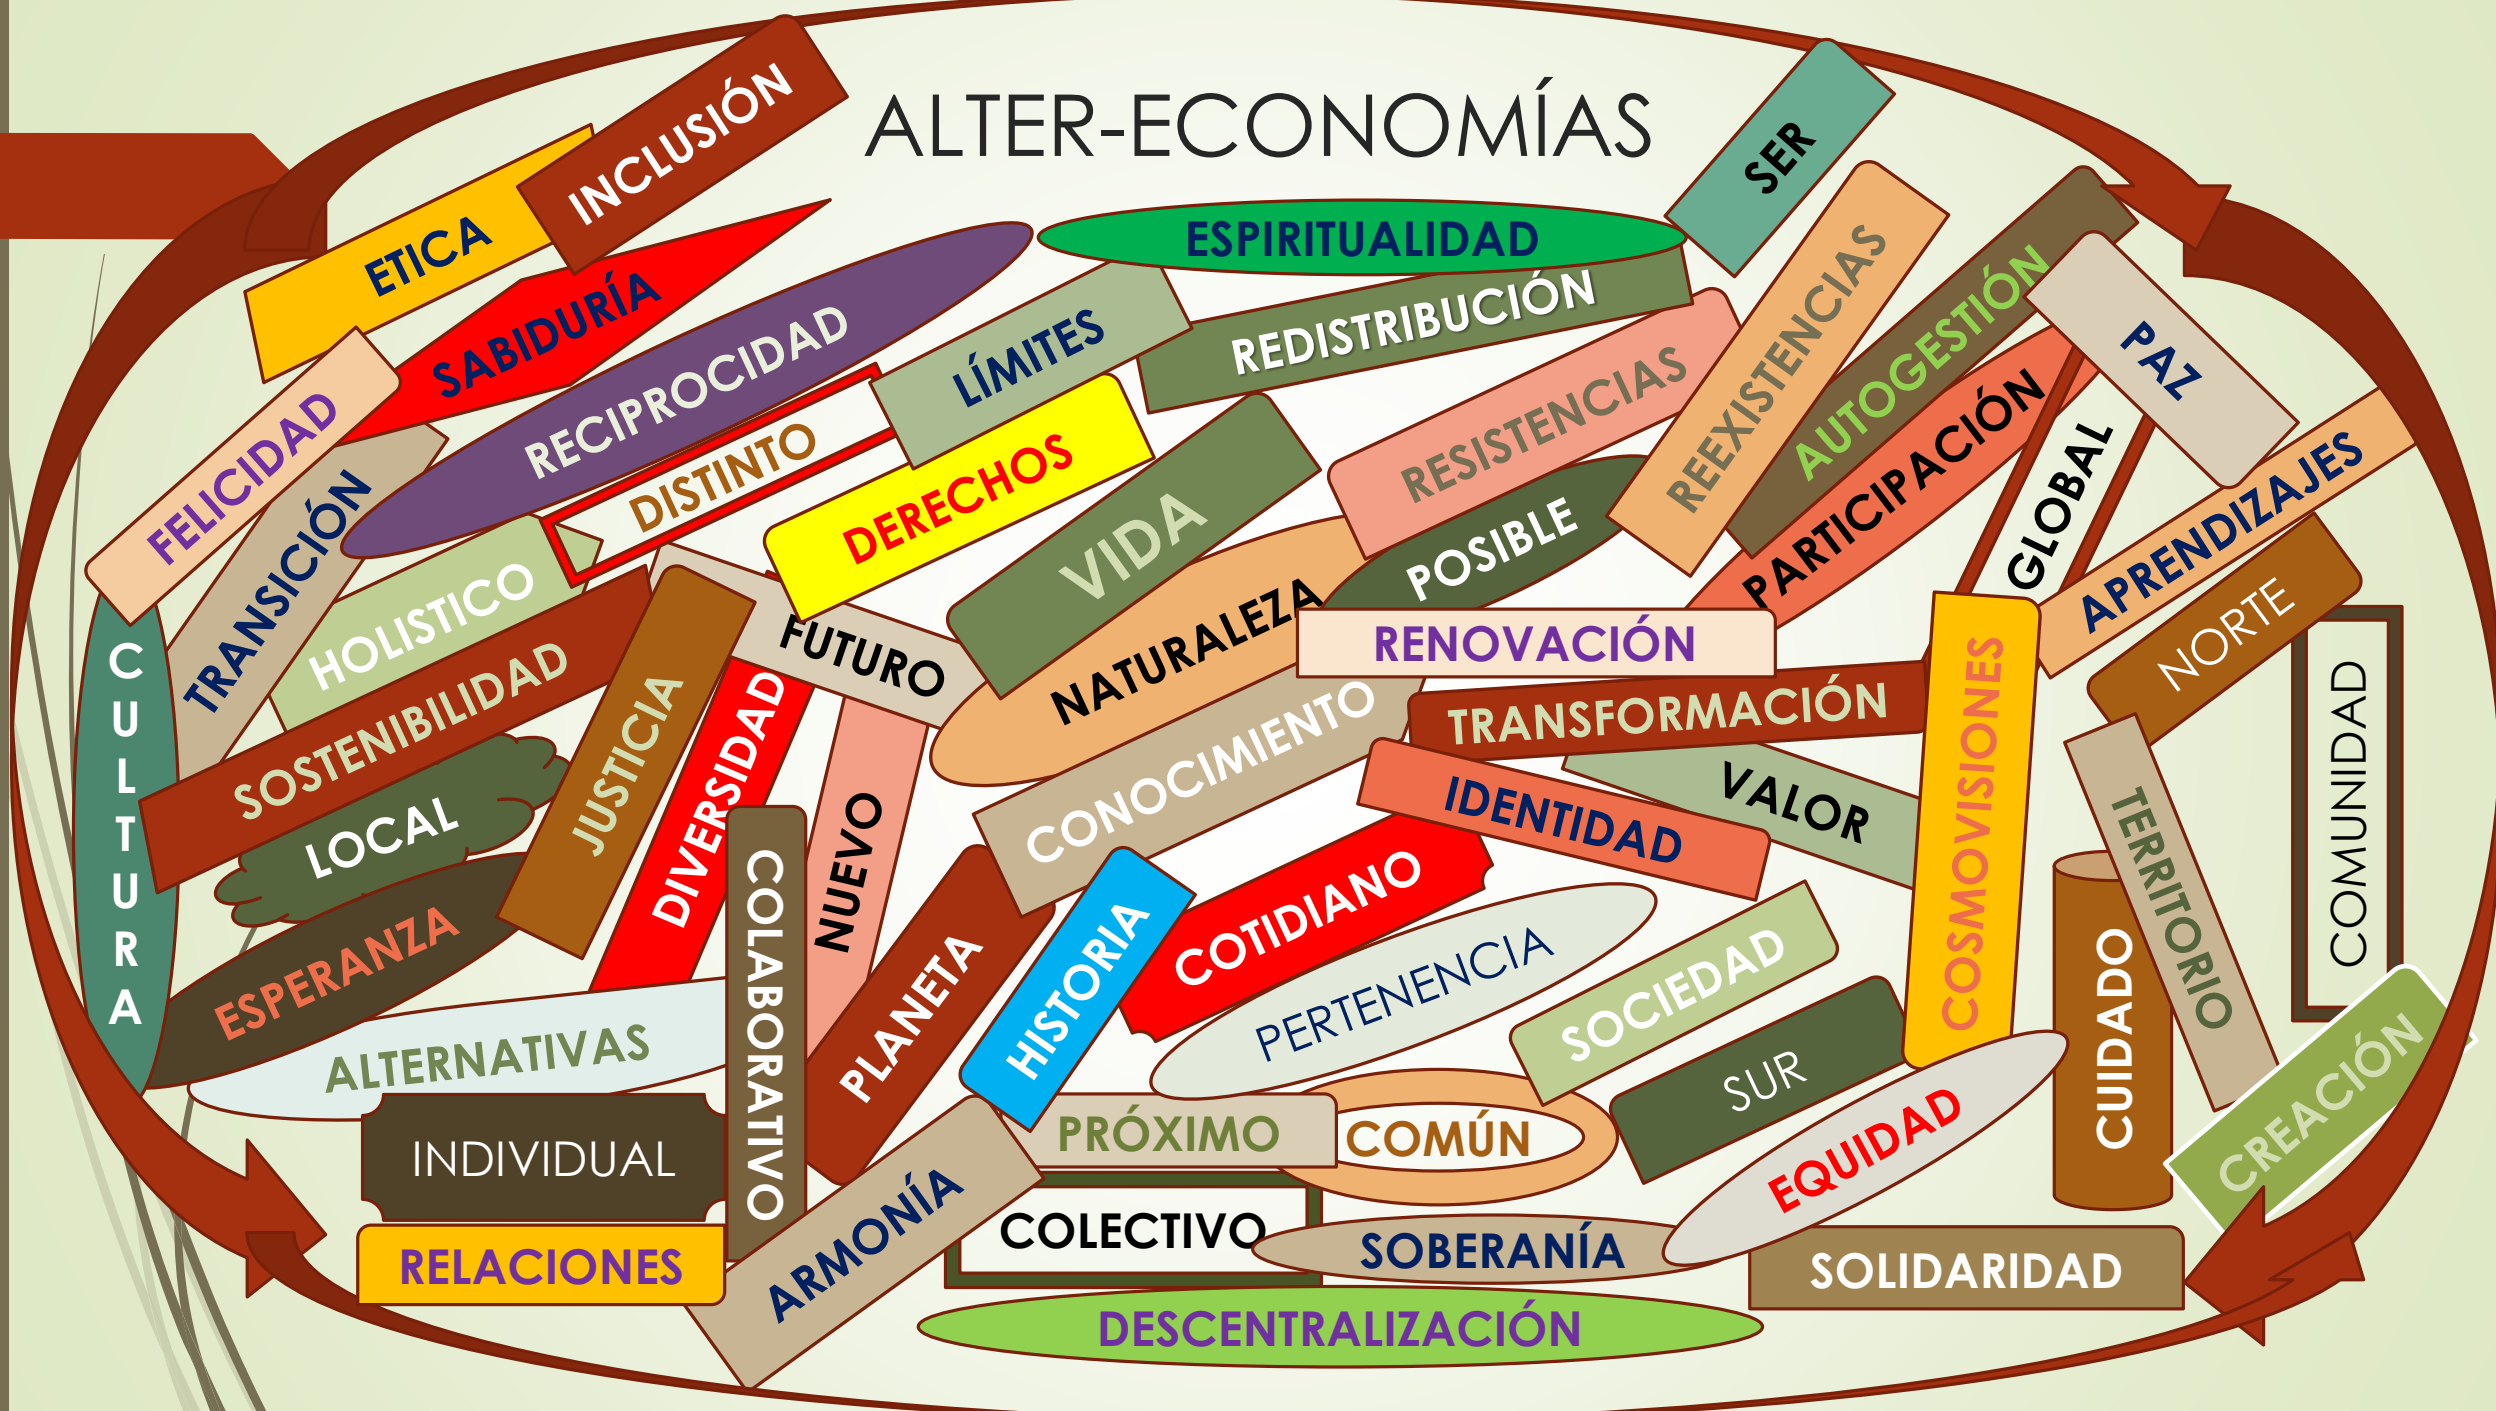 ALTER-ECONOMÍAS
INCLUSIÓN
SER
ETICA
ESPIRITUALIDAD
SABIDURÍA
REDISTRIBUCIÓN
REEXISTENCIAS
AUTOGESTIÓN
PAZ
RECIPROCIDAD
LÍMITES
RESISTENCIAS
PARTICIPACIÓN
FELICIDAD
DISTINTO
DERECHOS
GLOBAL
APRENDIZAJES
TRANSICIÓN
VIDA
POSIBLE
HOLISTICO
FUTURO
NATURALEZA
RENOVACIÓN
NORTE
CULTURA
SOSTENIBILIDAD
JUSTICIA
DIVERSIDAD
CONOCIMIENTO
TRANSFORMACIÓN
COSMOVISIONES
COMUNIDAD
LOCAL
NUEVO
IDENTIDAD
VALOR
TERRITORIO
ESPERANZA
COLABORATIVO
PLANETA
HISTORIA
COTIDIANO
PERTENENCIA
SOCIEDAD
CUIDADO
ALTERNATIVAS
SUR
CREACIÓN
INDIVIDUAL
PRÓXIMO
COMÚN
EQUIDAD
RELACIONES
ARMONÍA
COLECTIVO
SOBERANÍA
SOLIDARIDAD
DESCENTRALIZACIÓN